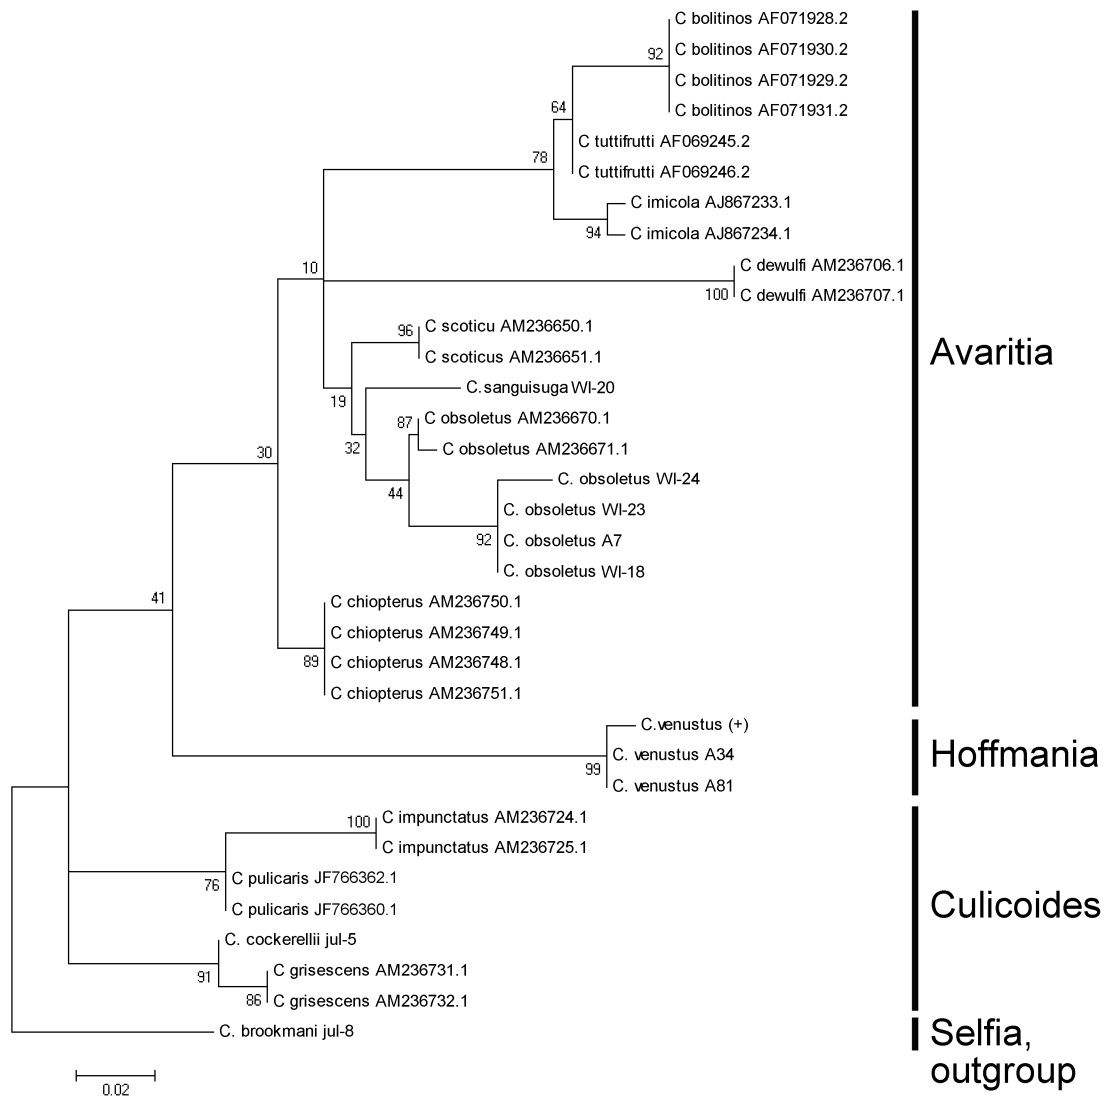 C bolitinos AF071928.2
C bolitinos AF071930.2
92
C bolitinos AF071929.2
C bolitinos AF071931.2
64
C tuttifrutti AF069245.2
78
C tuttifrutti AF069246.2
C imicola AJ867233.1
94
C imicola AJ867234.1
10
C dewulfi AM236706.1
100
C dewulfi AM236707.1
96
C scoticu AM236650.1
C scoticus AM236651.1
Avaritia
C.sanguisuga WI-20
19
87
C obsoletus AM236670.1
32
C obsoletus AM236671.1
30
C. obsoletus WI-24
44
C. obsoletus WI-23
92
C. obsoletus A7
C. obsoletus WI-18
41
C chiopterus AM236750.1
C chiopterus AM236749.1
89
C chiopterus AM236748.1
C chiopterus AM236751.1
C.venustus (+)
C. venustus A34
Hoffmania
99
C. venustus A81
100
C impunctatus AM236724.1
C impunctatus AM236725.1
76
C pulicaris JF766362.1
C pulicaris JF766360.1
Culicoides
C. cockerellii jul-5
91
C grisescens AM236731.1
86
C grisescens AM236732.1
C. brookmani jul-8
Selfia,
outgroup
0.02